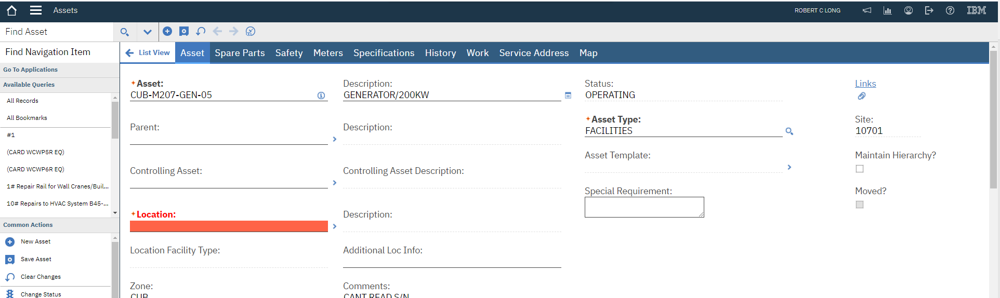 Assets
ROBERT C LONG
IBM
Find Asset
Find Navigation Item
Go To Applications
Available Queries
All Records
All Bookmarks
#1
(CARD WCWP5R EQ)
(CARD WCWP6R EQ)
1# Repair Rail for Wall Cranes/Buil...
10# Repairs to HVAC System B45-...
Common Actions
New Asset
Save Asset
Clear Changes
Change Status
List View Asset Spare Parts Safety Meters Specifications History Work Service Address Map
Asset: Description: Status: Links
CUB-M207-GEN-05 GENERATOR/200KW OPERATING
Asset Type: Site:
FACILITIES 10701
Parent: Description:
Asset Template: Maintain Hierarchy?
Controlling Asset: Controlling Asset Description:
Special Requirement: Moved?
Location: Description:
Location Facility Type: Additional Loc Info:
Zone: Comments:
CUB CANT READ S/N